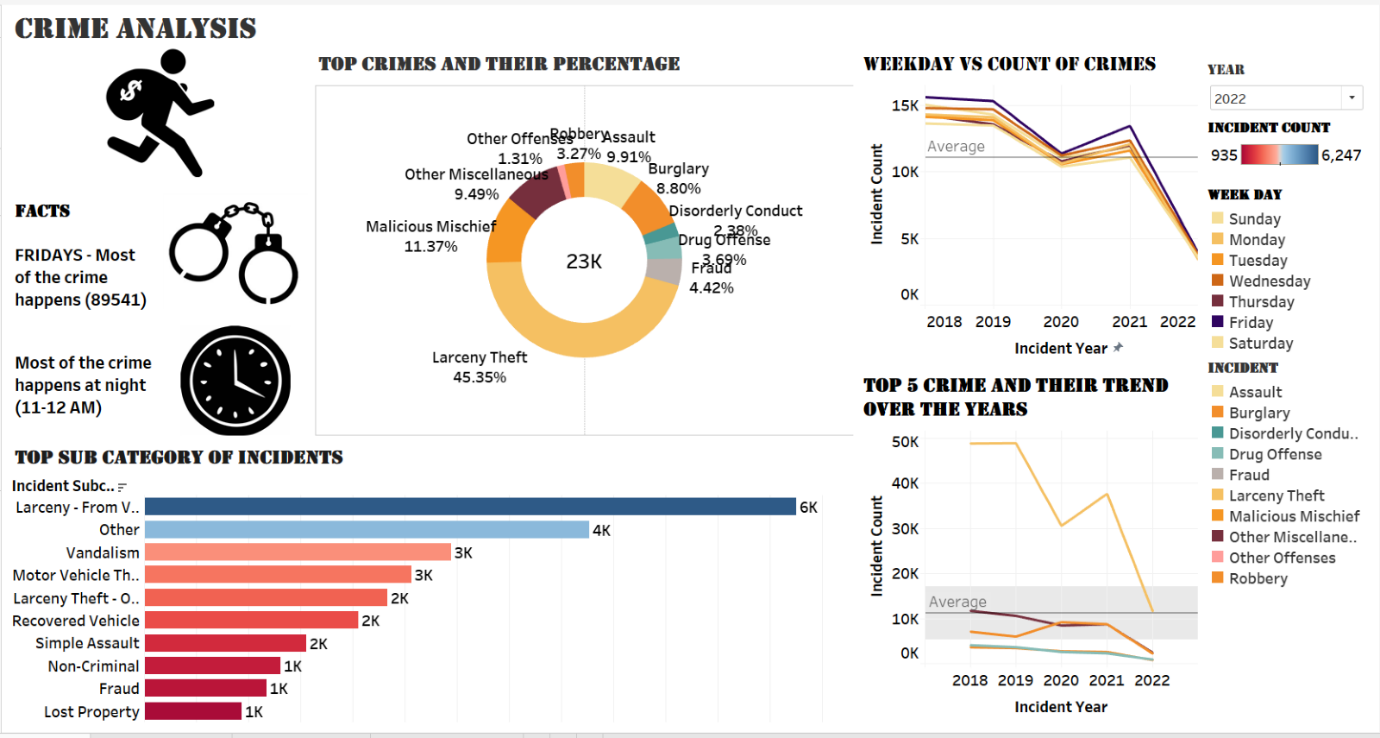 CRIME ANALYSIS
FACTS
FRIDAYS - Most
of the crime
happens (89541)
Most of the crime
happens at night
(11-12 AM)
TOP CRIMES AND THEIR PERCENTAGE
Robbery
3.27%
Assault
9.91%
Other Offenses
1.31%
Burglary
8.80%
Other Miscellaneous
9.49%
Disorderly Conduct
2.38%
Malicious Mischief
11.37%
Drug Offense
3.69%
Fraud
4.42%
23K
Larceny Theft
45.35%
WEEKDAY VS COUNT OF CRIMES
Incident Count
15K
10K
5K
0K
Average
2018 2019 2020 2021 2022
Incident Year
YEAR
2022
INCIDENT COUNT
935 6,247
WEEK DAY
Sunday
Monday
Tuesday
Wednesday
Thursday
Friday
Saturday
INCIDENT
Assault
Burglary
Disorderly Condu..
Drug Offense
Fraud
Larceny Theft
Malicious Mischief
Other Miscellane..
Other Offenses
Robbery
TOP 5 CRIME AND THEIR TREND
OVER THE YEARS
Incident Count
50K
40K
30K
20K
10K
0K
Average
2018 2019 2020 2021 2022
Incident Year
TOP SUB CATEGORY OF INCIDENTS
Incident Subc..
Larceny - From V.. 6K
Other 4K
Vandalism 3K
Motor Vehicle Th.. 3K
Larceny Theft - O.. 2K
Recovered Vehicle 2K
Simple Assault 2K
Non-Criminal 1K
Fraud 1K
Lost Property 1K
$